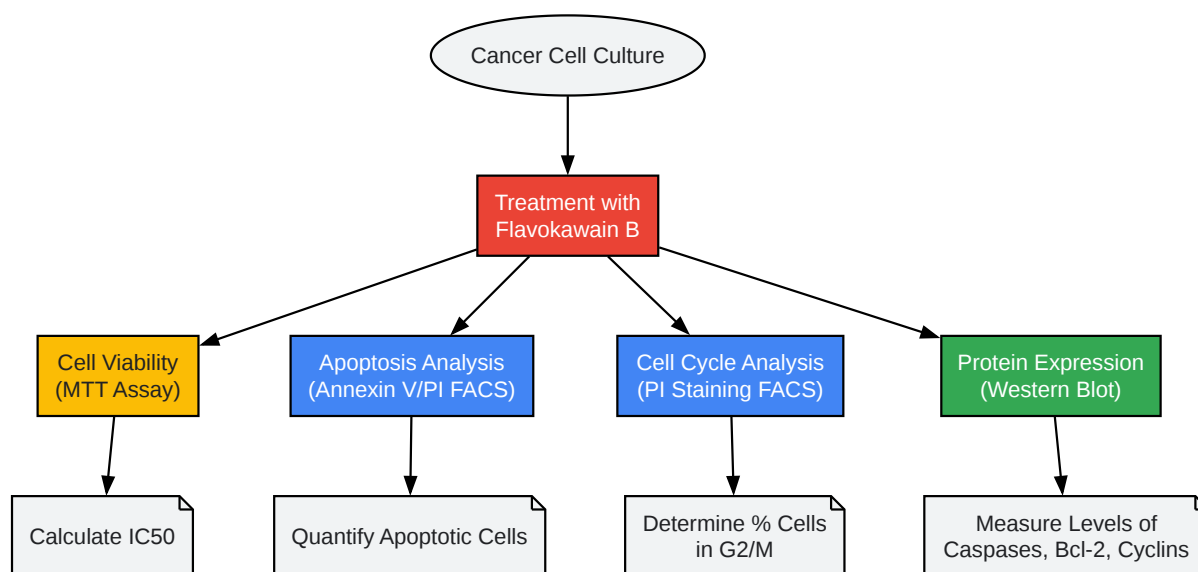 Cancer Cell Culture
Treatment with
Flavokawain B
Cell Viability
(MTT Assay)
Apoptosis Analysis
(Annexin V/PI FACS)
Cell Cycle Analysis
(PI Staining FACS)
Protein Expression
(Western Blot)
Calculate IC50
Quantify Apoptotic Cells
Determine % Cells
in G2/M
Measure Levels of
Caspases, Bcl-2, Cyclins